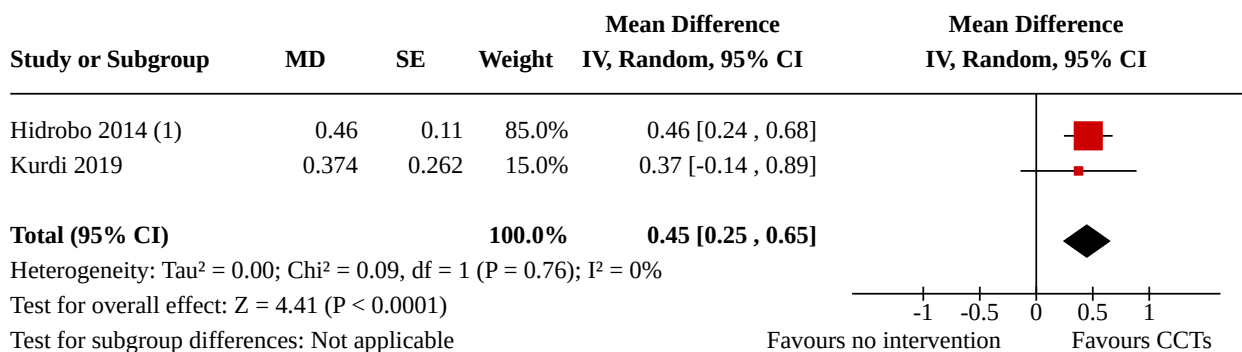 Mean Difference Mean Difference
Study or Subgroup MD SE Weight IV, Random, 95% CI IV, Random, 95% CI
Hidrobo 2014 (1) 0.46 0.11 85.0% 0.46 [0.24 , 0.68]
Kurdi 2019 0.374 0.262 15.0% 0.37 [-0.14 , 0.89]
Total (95% CI) 100.0% 0.45 [0.25 , 0.65]
Heterogeneity: Tau² = 0.00; Chi² = 0.09, df = 1 (P = 0.76); I² = 0%
Test for overall effect: Z = 4.41 (P < 0.0001) -1 -0.5 0 0.5 1
Test for subgroup differences: Not applicable Favours no intervention Favours CCTs